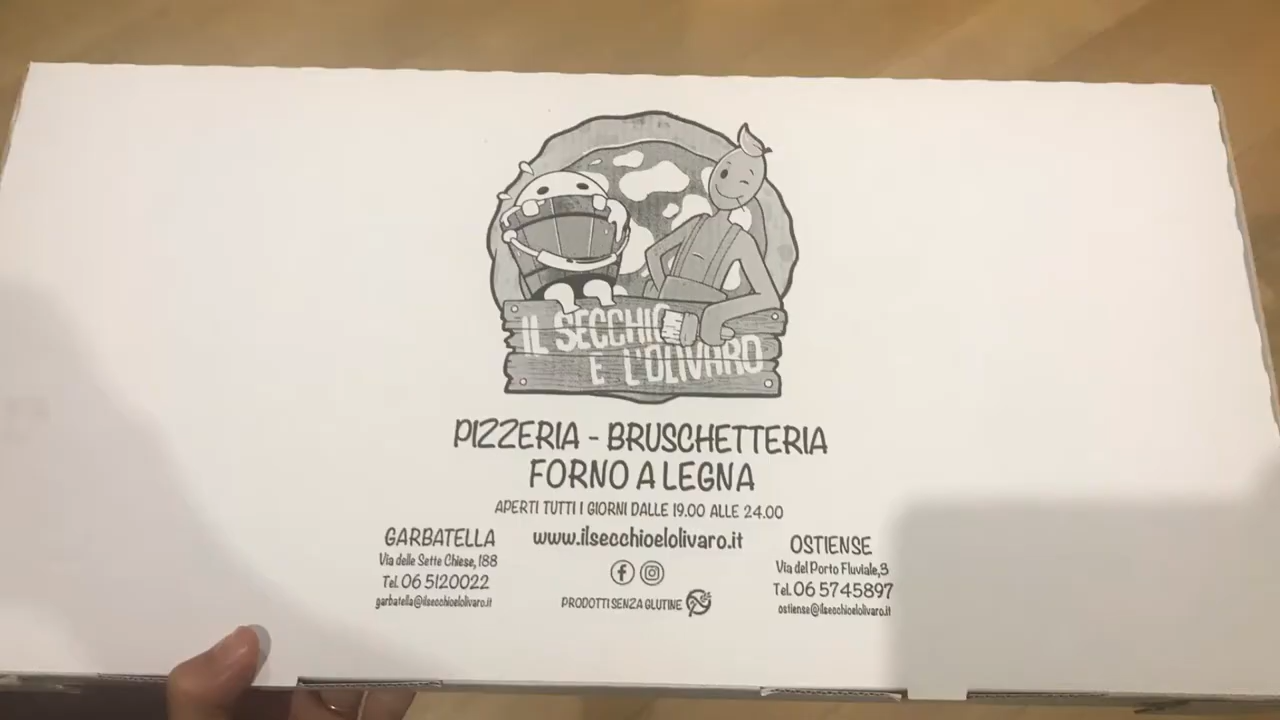 IL SECCHIO
E L'OLIVARO
PIZZERIA - BRUSCHETTERIA
FORNO A LEGNA
APERTI TUTTI I GIORNI DALLE 19.00 ALLE 24.00
GARBATELLA
Via delle Sette Chiese, 188
Tel. 06 5120022
garbatella@ilsecchioelolivaro.it
www.ilsecchioelolivaro.it
PRODOTTI SENZA GLUTINE
OSTIENSE
Via del Porto Fluviale,3
Tel. 06 5745897
ostiense@ilsecchioelolivaro.it